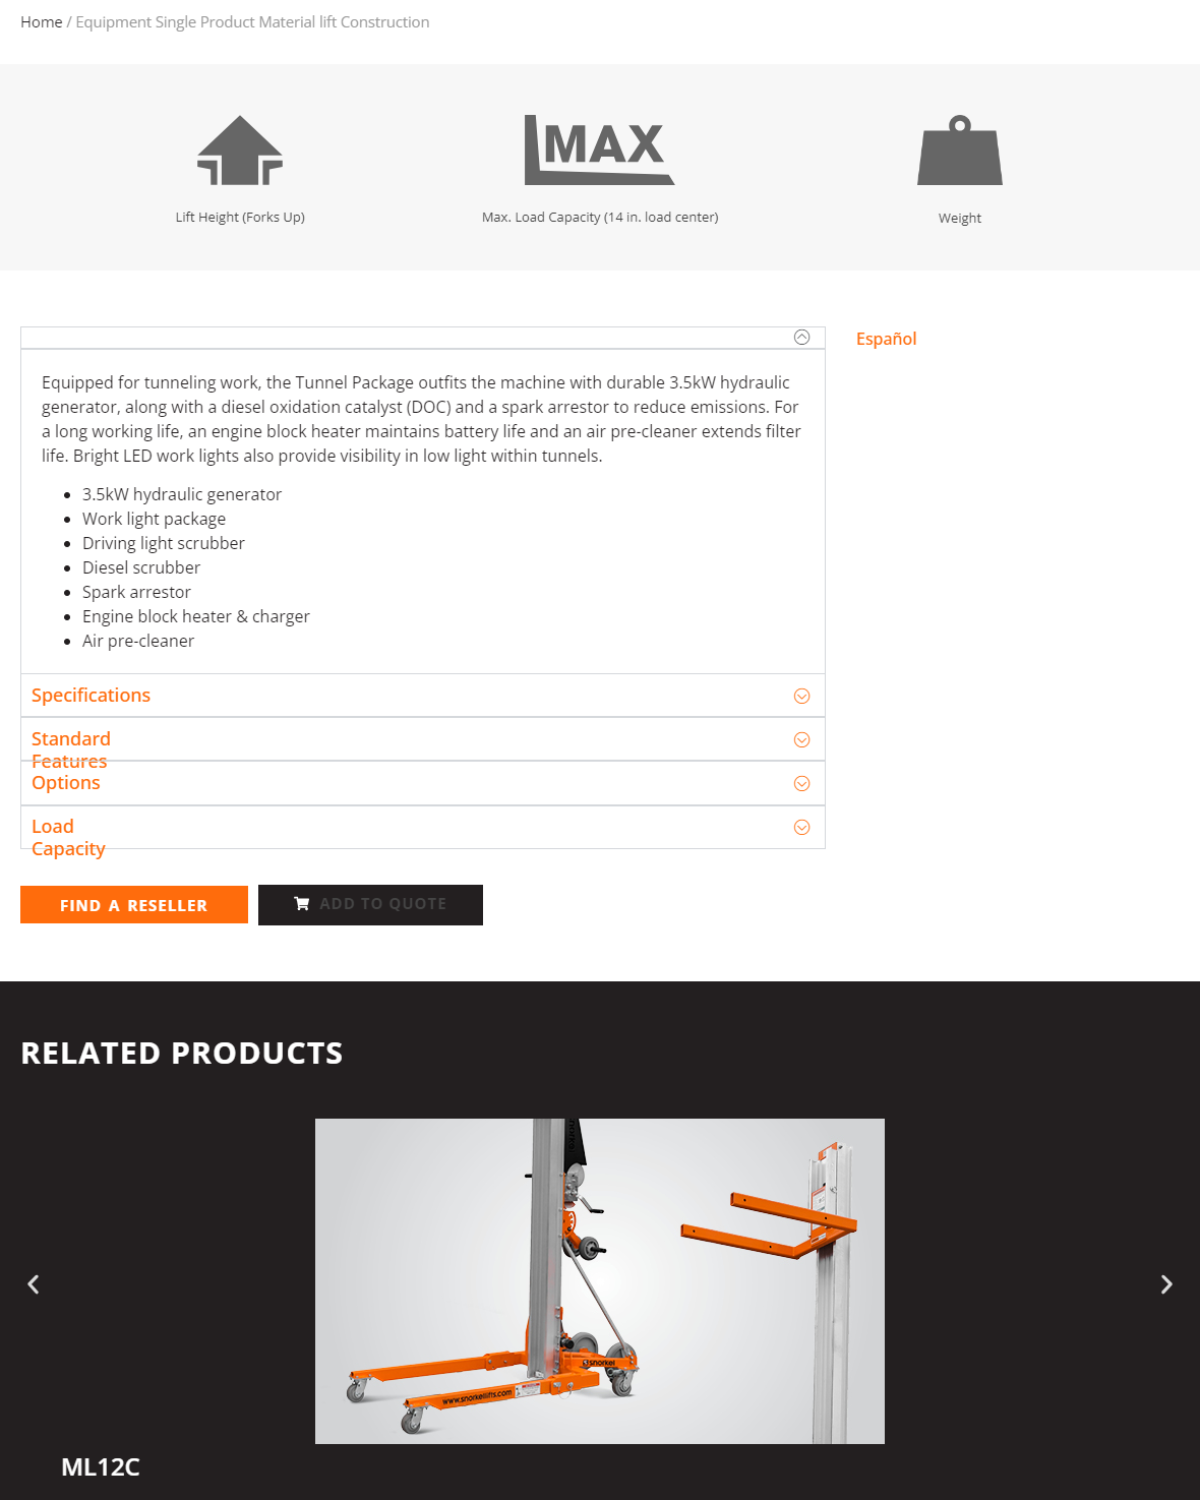 Home / Equipment Single Product Material lift Construction
MAX
Lift Height (Forks Up)
Max. Load Capacity (14 in. load center)
Weight
Español
Equipped for tunneling work, the Tunnel Package outfits the machine with durable 3.5kW hydraulic
generator, along with a diesel oxidation catalyst (DOC) and a spark arrestor to reduce emissions. For
a long working life, an engine block heater maintains battery life and an air pre-cleaner extends filter
life. Bright LED work lights also provide visibility in low light within tunnels.
3.5kW hydraulic generator
Work light package
Driving light scrubber
Diesel scrubber
Spark arrestor
Engine block heater & charger
Air pre-cleaner
Specifications
Standard
Features
Options
Load
Capacity
FIND A RESELLER
ADD TO QUOTE
RELATED PRODUCTS
snorkel
www.snorkellifts.com
ML12C